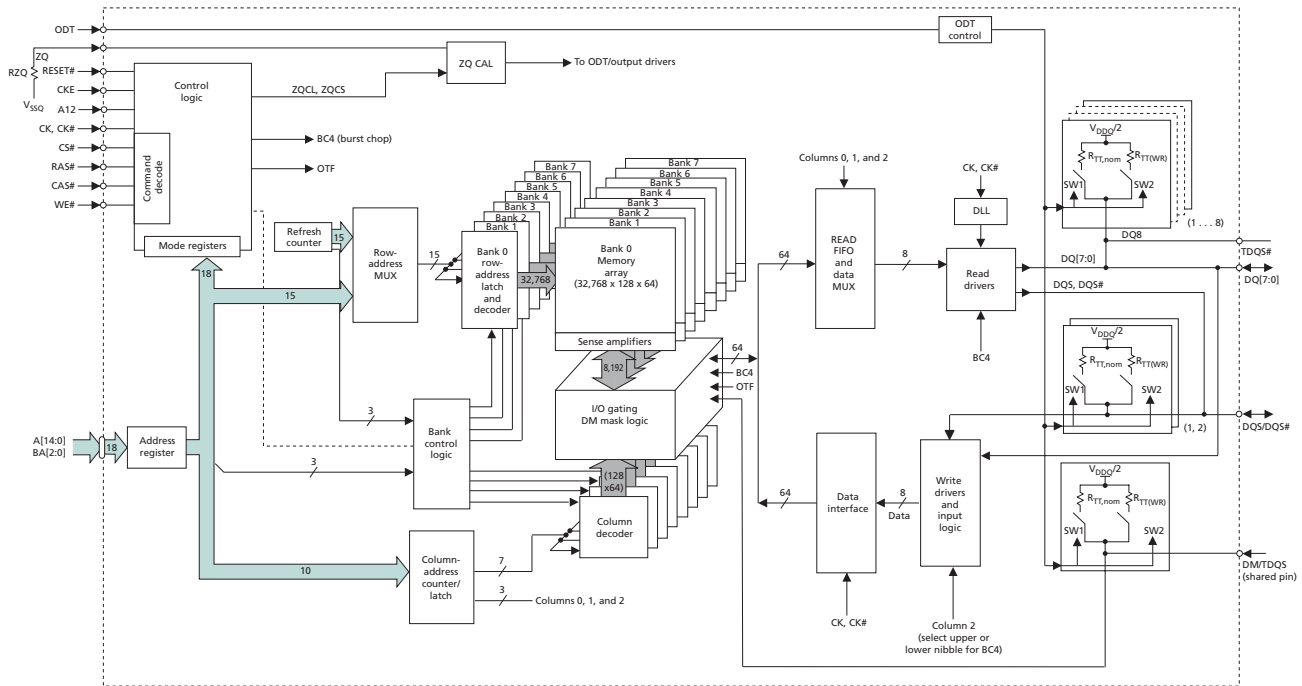 ODT
ODT
control
ZQ
RZQ
VSSQ
RESET#
CKE
A12
CK, CK#
CS#
RAS#
CAS#
WE#
Control
logic
Command
decode
Mode registers
ZQ CAL
To ODT/output drivers
ZQCL, ZQCS
BC4 (burst chop)
OTF
Refresh
counter
15
Row-
address
MUX
15
18
15
Bank 7
Bank 6
Bank 5
Bank 4
Bank 3
Bank 2
Bank 1
Bank 0
row-
address
latch
and
decoder
32,768
Bank 7
Bank 6
Bank 5
Bank 4
Bank 3
Bank 2
Bank 1
Bank 0
Memory
array
(32,768 x 128 x 64)
Sense amplifiers
8,192
64
BC4
OTF
I/O gating
DM mask logic
(128
x64)
Column
decoder
3
Bank
control
logic
3
A[14:0]
BA[2:0]
18
Address
register
10
Column-
address
counter/
latch
7
3
Columns 0, 1, and 2
Columns 0, 1, and 2
64
READ
FIFO
and
data
MUX
8
CK, CK#
DLL
Read
drivers
BC4
DQ8
DQ[7:0]
DQS, DQS#
TDQS#
DQ[7:0]
VDDQ/2
RTT,nom
RTT(WR)
SW1
SW2
(1 . . . 8)
VDDQ/2
RTT,nom
RTT(WR)
SW1
SW2
(1, 2)
DQS/DQS#
VDDQ/2
RTT,nom
RTT(WR)
SW1
SW2
DM/TDQS
(shared pin)
64
Data
interface
8
Data
Write
drivers
and
input
logic
CK, CK#
Column 2
(select upper or
lower nibble for BC4)